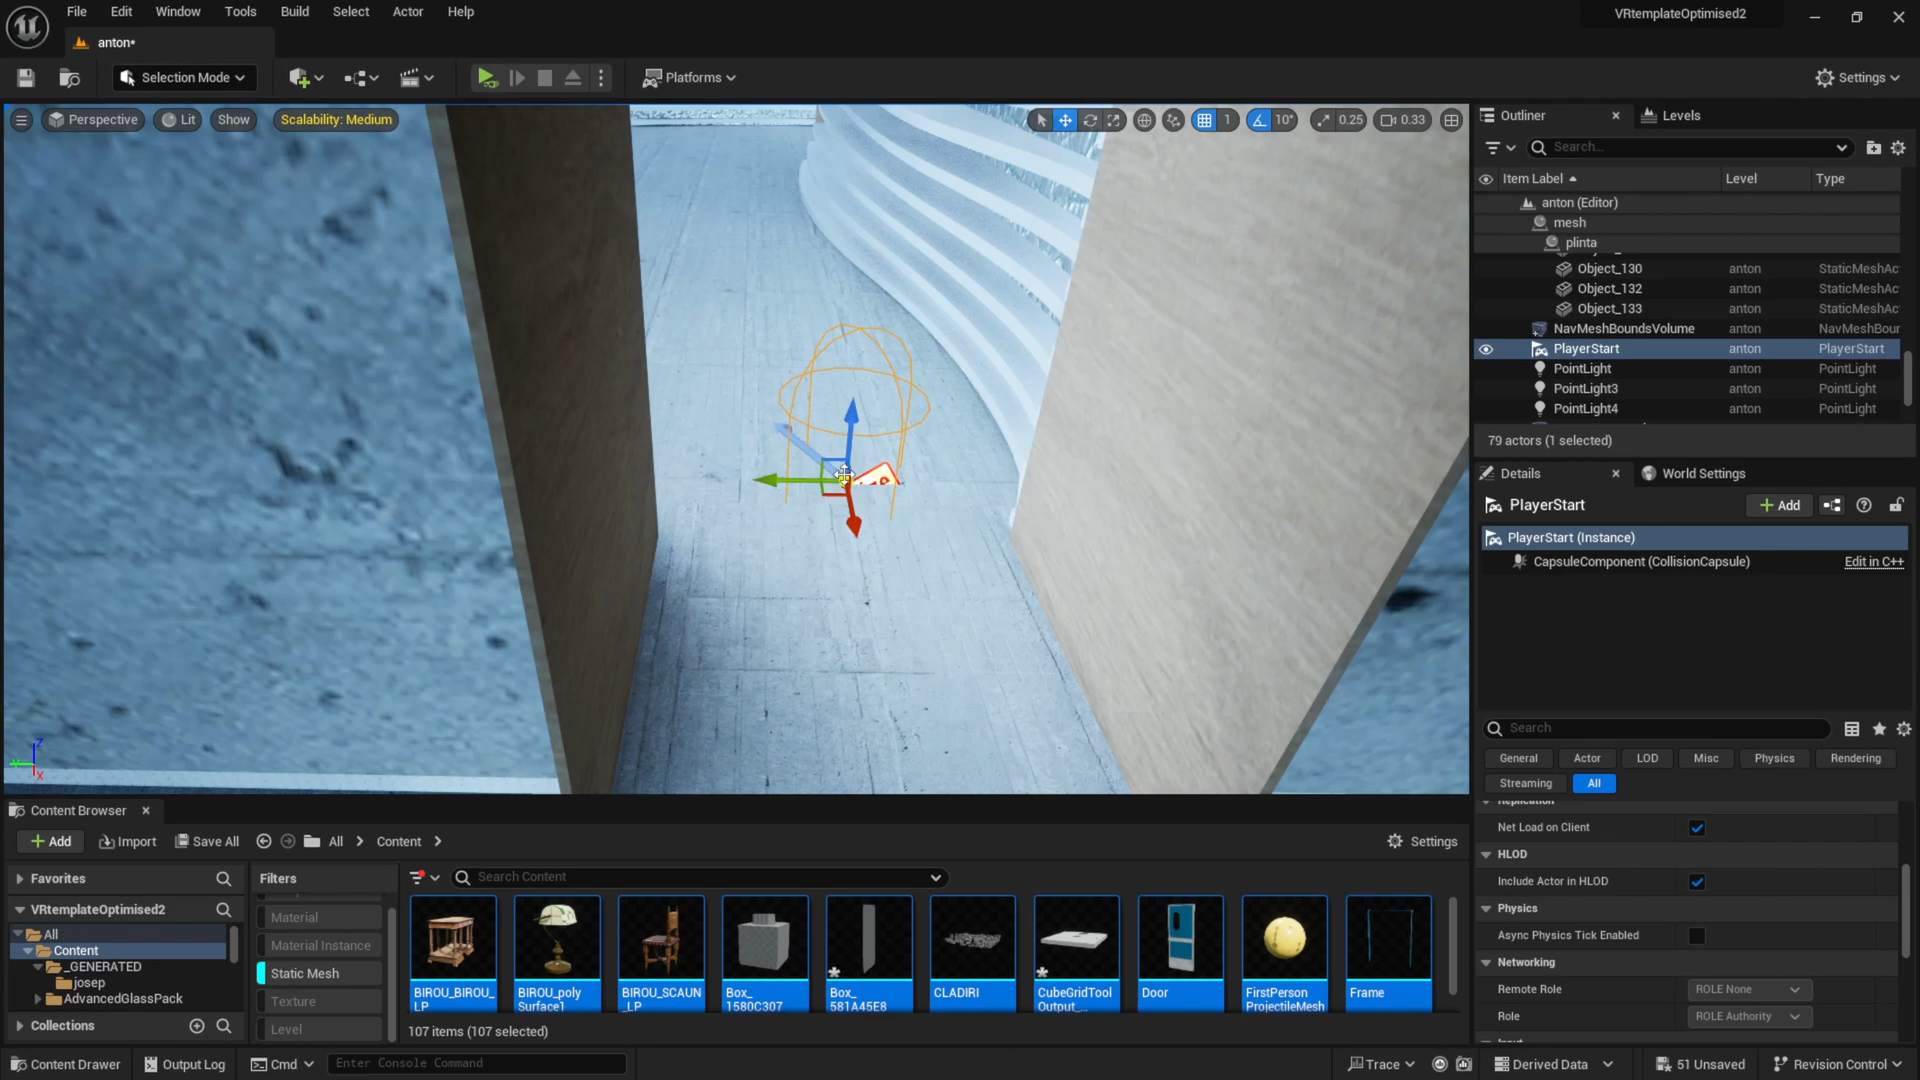 File Edit Window Tools Build Select Actor Help
VRtemplateOptimised2
anton*
Selection Mode
Platforms
Settings
Perspective Lit Show Scalability: Medium
1 10° 0.25 0.33
Outliner Levels
Search...
Item Label Level Type
anton (Editor)
mesh
plinta
Object_130 anton StaticMeshAc
Object_132 anton StaticMeshAc
Object_133 anton StaticMeshAc
NavMeshBoundsVolume anton NavMeshBour
PlayerStart anton PlayerStart
PointLight anton PointLight
PointLight3 anton PointLight
PointLight4 anton PointLight
79 actors (1 selected)
Details World Settings
PlayerStart
Add
PlayerStart (Instance)
CapsuleComponent (CollisionCapsule) Edit in C++
Search
General Actor LOD Misc Physics Rendering
Streaming All
Replication
Net Load on Client
HLOD
Include Actor in HLOD
Physics
Async Physics Tick Enabled
Networking
Remote Role ROLE None
Role ROLE Authority
Content Browser
Add Import Save All All Content Settings
Favorites
VRtemplateOptimised2
All
Content
_GENERATED
josep
AdvancedGlassPack
Collections
Filters
Material
Material Instance
Static Mesh
Texture
Level
Search Content
BIROU_BIROU_
LP
BIROU_poly
Surface1
BIROU_SCAUN
_LP
Box_
1580C307
Box_
581A45E8
CLADIRI
CubeGridTool
Output_...
Door
FirstPerson
ProjectileMesh
Frame
107 items (107 selected)
Content Drawer Output Log Cmd Enter Console Command Trace Derived Data 51 Unsaved Revision Control